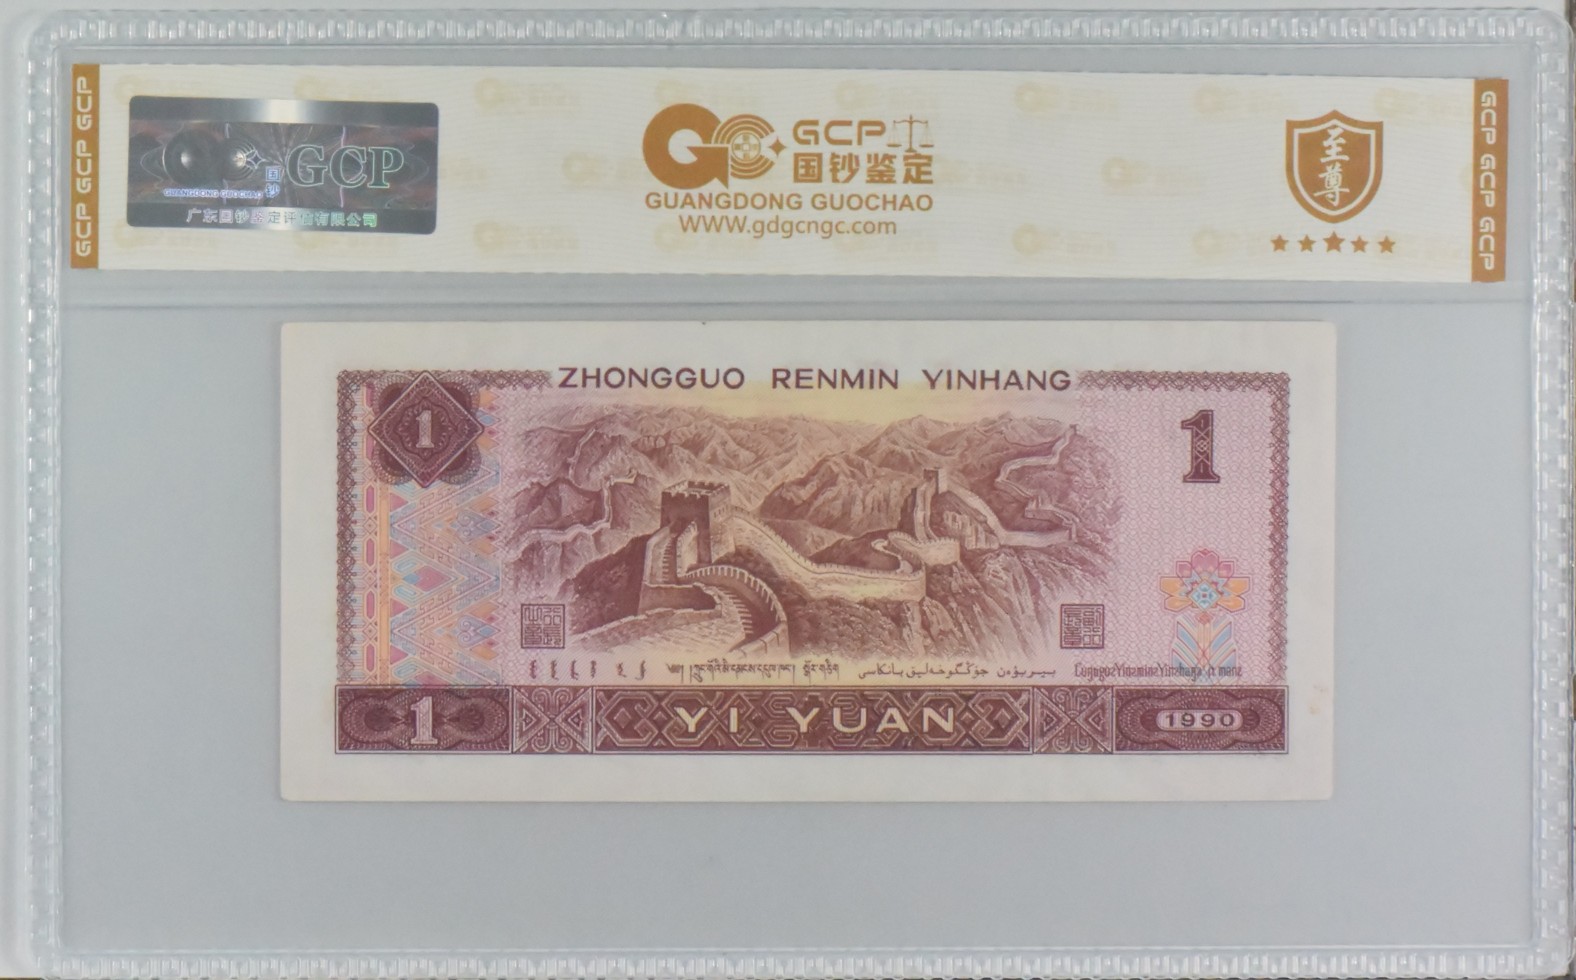 GCP GCP GCP
国钞
GCP
GUANGDONG GUOCHAO
广东国钞鉴定评估有限公司
GCP
国钞鉴定
GUANGDONG GUOCHAO
WWW.gdgcngc.com
至尊
GCP GCP GCP
ZHONGGUO RENMIN YINHANG
1
1
1
YI YUAN
1990